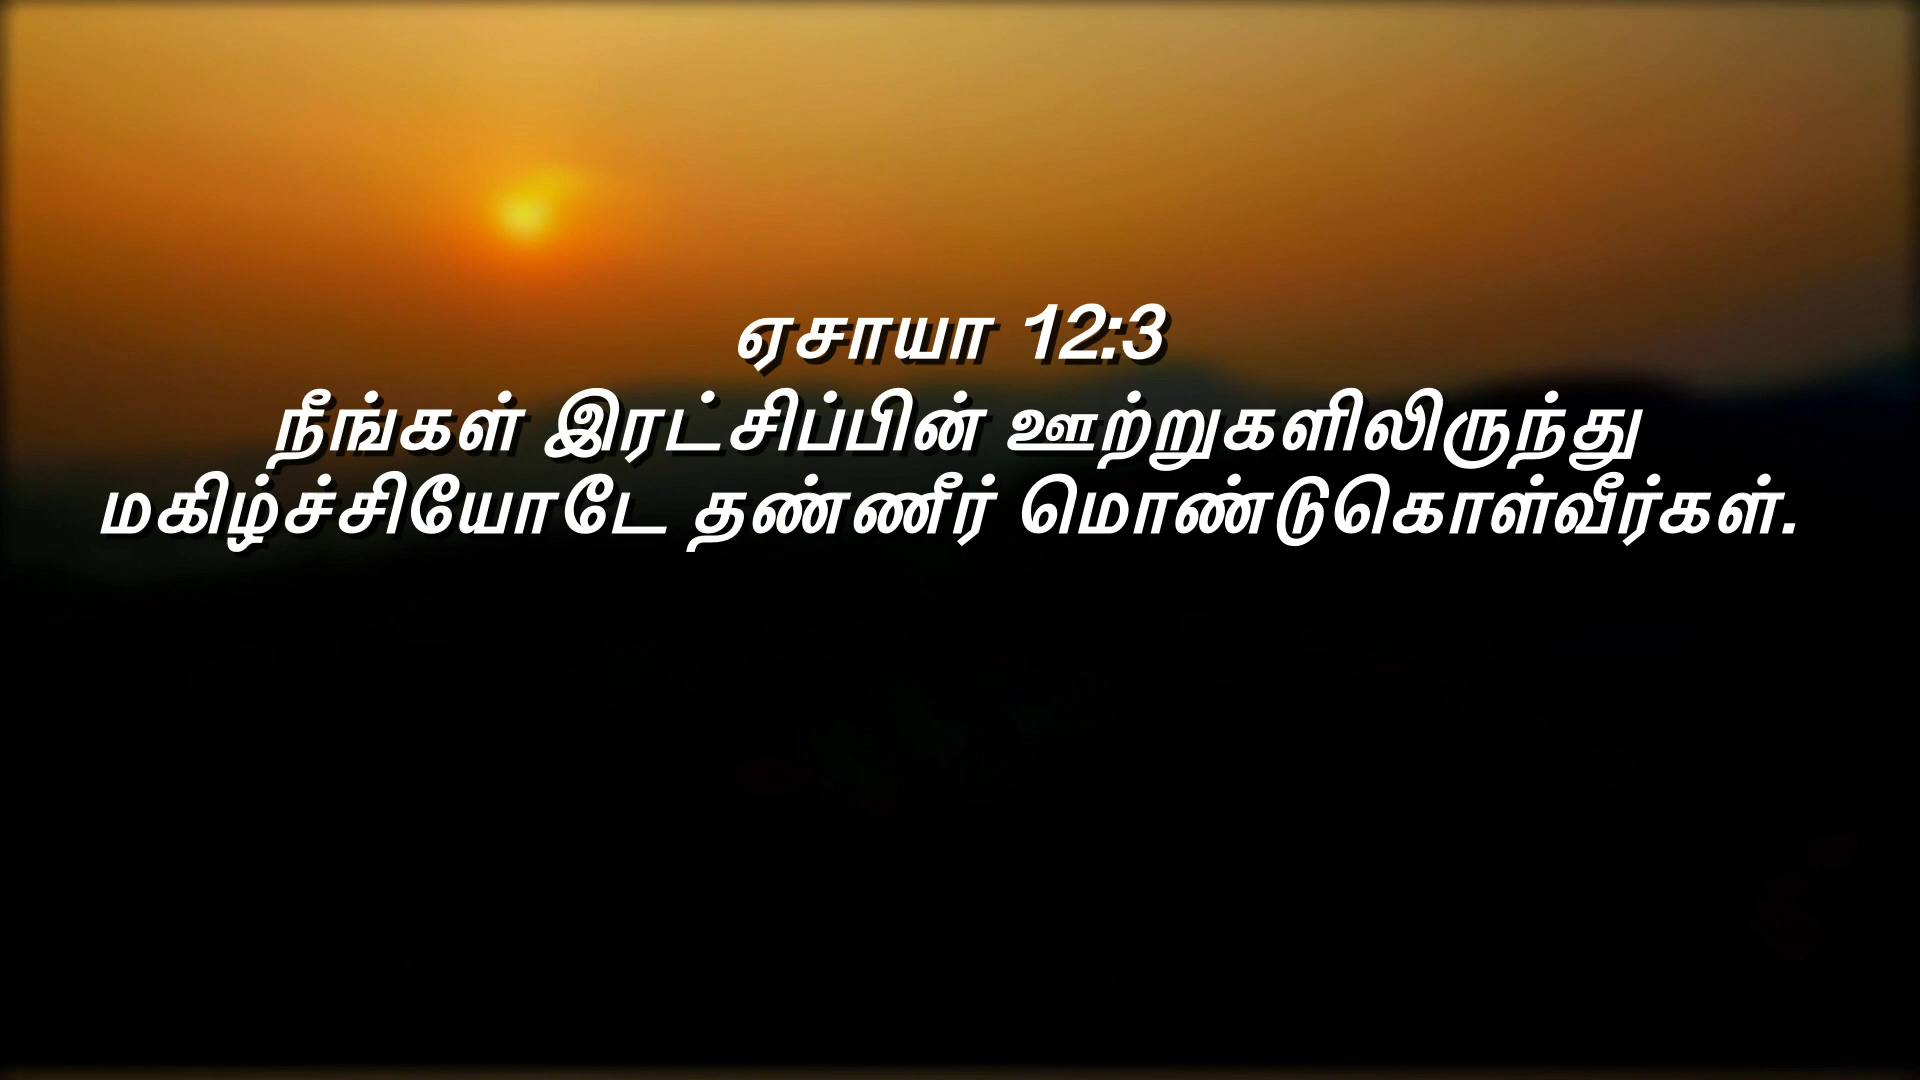 ஏசாயா 12:3
நீங்கள் இரட்சிப்பின் ஊற்றுகளிலிருந்து
மகிழ்ச்சியோடே தண்ணீர் மொண்டுகொள்வீர்கள்.